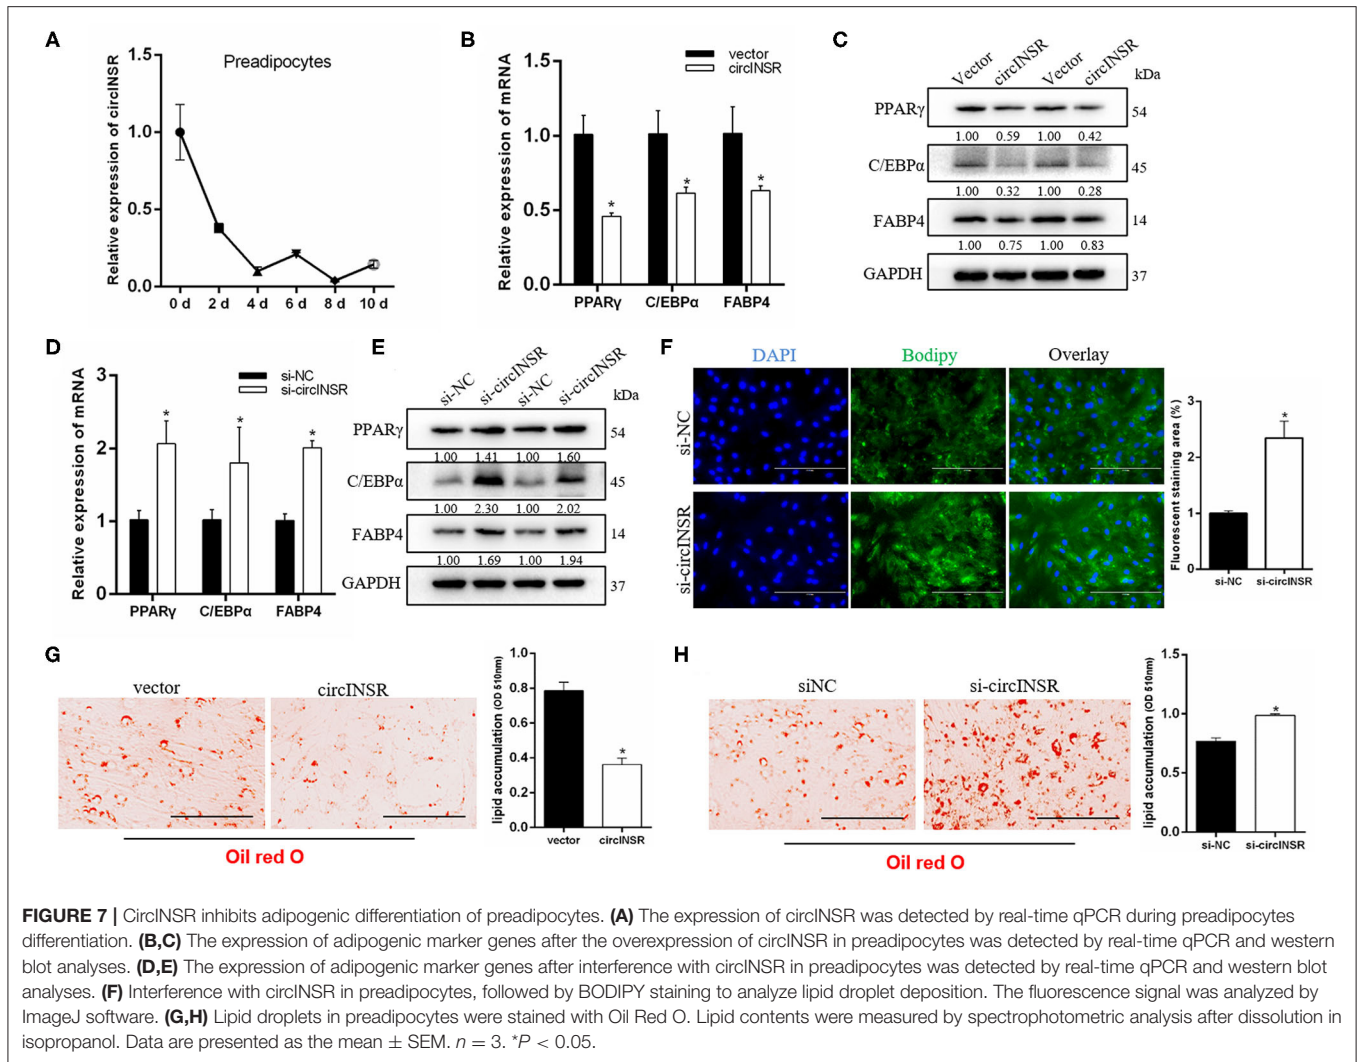 A
Preadipocytes
Relative expression of circINSR
1.5
1.0
0.5
0.0
0 d 2 d 4 d 6 d 8 d 10 d
B
vector
circINSR
Relative expression of mRNA
1.5
1.0
0.5
0.0
PPARγ C/EBPα FABP4
* * *
C
Vector circINSR Vector circINSR kDa
PPARγ 54
1.00 0.59 1.00 0.42
C/EBPα 45
1.00 0.32 1.00 0.28
FABP4 14
1.00 0.75 1.00 0.83
GAPDH 37
D
si-NC
si-circINSR
Relative expression of mRNA
3
2
1
0
* * *
PPARγ C/EBPα FABP4
E
si-NC si-circINSR si-NC si-circINSR kDa
PPARγ 54
1.00 1.41 1.00 1.60
C/EBPα 45
1.00 2.30 1.00 2.02
FABP4 14
1.00 1.69 1.00 1.94
GAPDH 37
F
DAPI Bodipy Overlay
si-NC
si-circINSR
Fluorescent staining area (%)
3
2
1
0
*
si-NC si-circINSR
G
vector circINSR
Oil red O
lipid accumulation (OD 510nm)
1.0
0.8
0.6
0.4
0.2
0.0
*
vector circINSR
H
siNC si-circINSR
Oil red O
lipid accumulation (OD 510nm)
1.5
1.0
0.5
0.0
*
si-NC si-circINSR
FIGURE 7 | CircINSR inhibits adipogenic differentiation of preadipocytes. (A) The expression of circINSR was detected by real-time qPCR during preadipocytes
differentiation. (B,C) The expression of adipogenic marker genes after the overexpression of circINSR in preadipocytes was detected by real-time qPCR and western
blot analyses. (D,E) The expression of adipogenic marker genes after interference with circINSR in preadipocytes was detected by real-time qPCR and western blot
analyses. (F) Interference with circINSR in preadipocytes, followed by BODIPY staining to analyze lipid droplet deposition. The fluorescence signal was analyzed by
ImageJ software. (G,H) Lipid droplets in preadipocytes were stained with Oil Red O. Lipid contents were measured by spectrophotometric analysis after dissolution in
isopropanol. Data are presented as the mean ± SEM. n = 3. *P < 0.05.